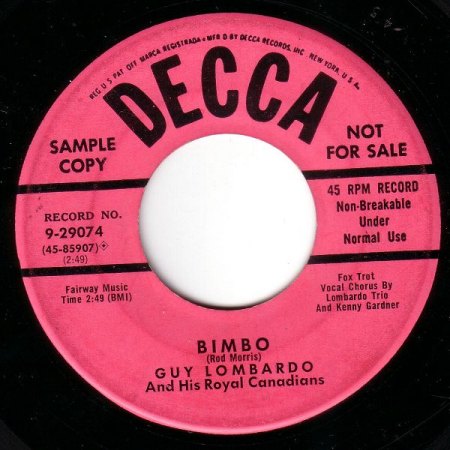 REG U S PAT OFF MARCA REGISTRADA • MF'R D BY DECCA RECORDS, INC. • NEW YORK, U.S.A.
DECCA
SAMPLE
COPY
NOT
FOR SALE
RECORD NO.
9-29074
(45-85907)
(2:49)
45 RPM RECORD
Non-Breakable
Under
Normal Use
Fairway Music
Time 2:49 (BMI)
Fox Trot
Vocal Chorus By
Lombardo Trio
And Kenny Gardner
BIMBO
(Rod Morris)
GUY LOMBARDO
And His Royal Canadians